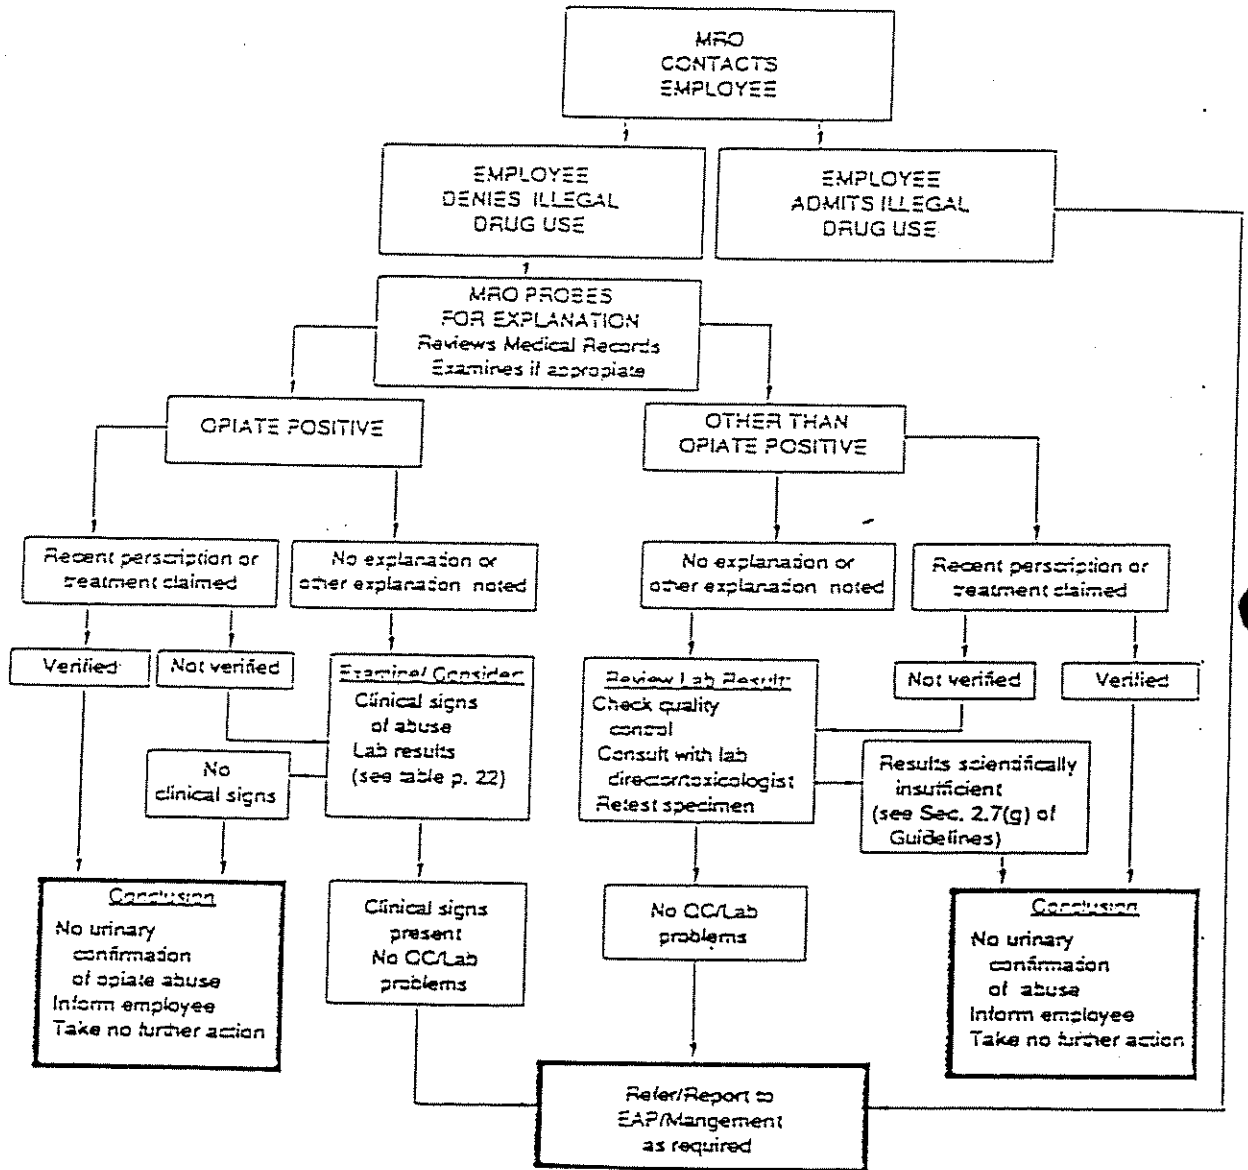 MRO
CONTACTS
EMPLOYEE
EMPLOYEE
DENIES ILLEGAL
DRUG USE
EMPLOYEE
ADMITS ILLEGAL
DRUG USE
MRO PROBES
FOR EXPLANATION
Reviews Medical Records
Examines if appropiate
OPIATE POSITIVE
OTHER THAN
OPIATE POSITIVE
Recent perscription or
treatment claimed
No explanation or
other explanation noted
No explanation or
other explanation noted
Recent perscription or
treatment claimed
Verified
Not verified
Examine/ Consider:
Clinical signs
of abuse
Lab results
(see table p. 22)
Review Lab Result:
Check quality
control
Consult with lab
director/toxicologist
Retest specimen
Not verified
Verified
No
clinical signs
Results scientifically
insufficient
(see Sec. 2.7(g) of
Guidelines)
Conclusion
No urinary
confirmation
of opiate abuse
Inform employee
Take no further action
Clinical signs
present
No QC/Lab
problems
No QC/Lab
problems
Conclusion
No urinary
confirmation
of abuse
Inform employee
Take no further action
Refer/Report to
EAP/Mangement
as required